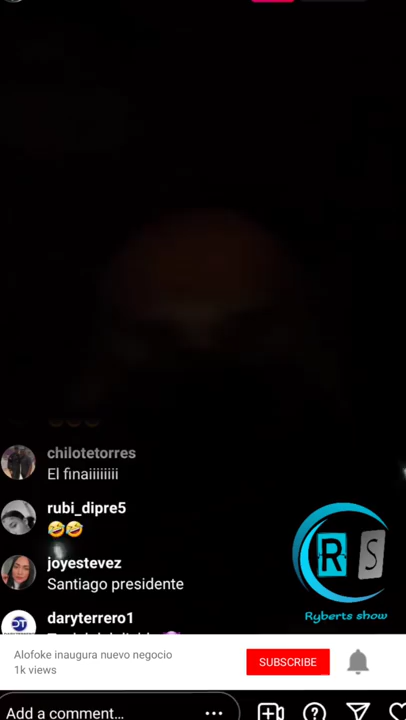 chilotetorres
El finaiiiiiiii
rubi_dipre5
🤣🤣
joyestevez
Santiago presidente
daryterrero1
DT
R S
Ryberts show
Alofoke inaugura nuevo negocio
1k views
SUBSCRIBE
Add a comment...